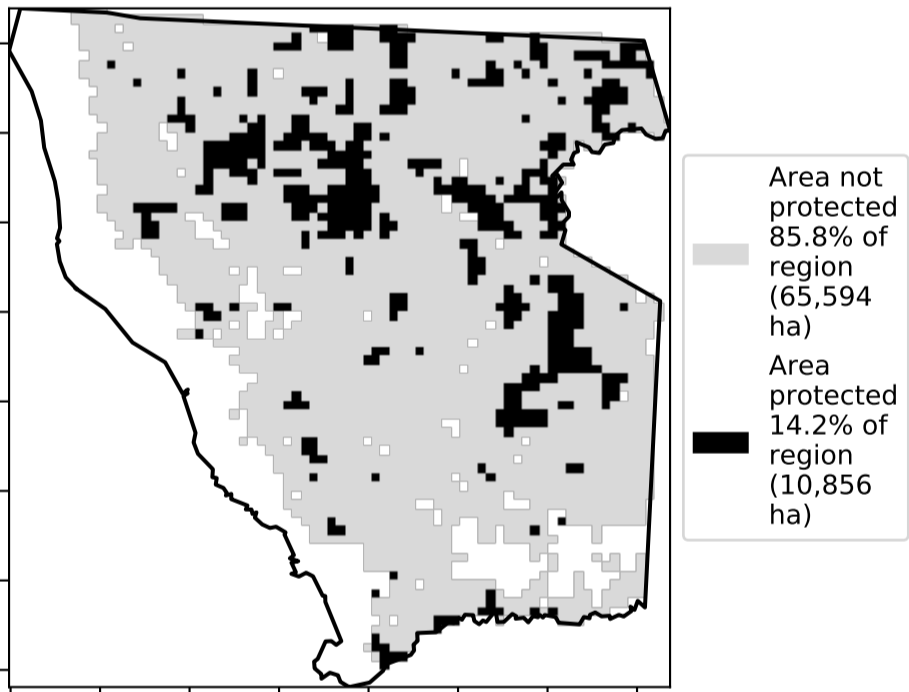 Area not
protected
85.8% of
region
(65,594
ha)
Area
protected
14.2% of
region
(10,856
ha)